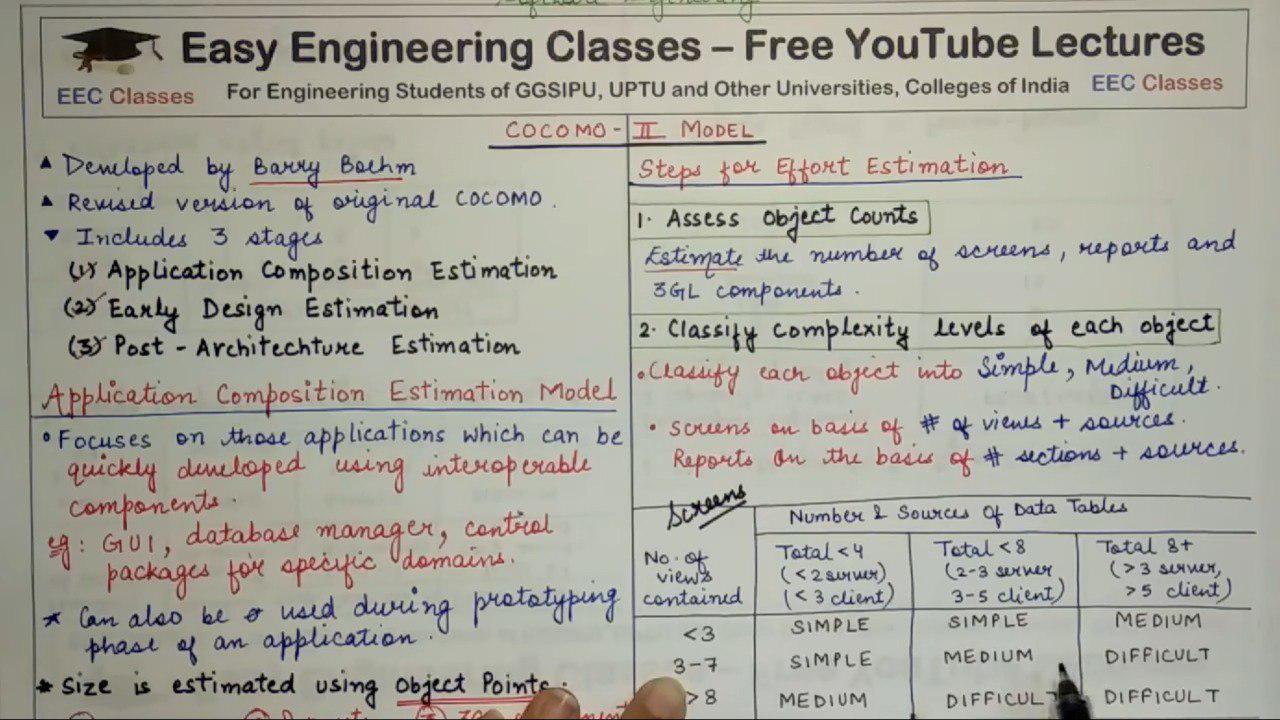 Easy Engineering Classes – Free YouTube Lectures
EEC Classes
For Engineering Students of GGSIPU, UPTU and Other Universities, Colleges of India
EEC Classes
COCOMO - II MODEL
▲ Developed by Barry Boehm
▲ Revised version of original COCOMO.
▼ Includes 3 stages
(1) Application Composition Estimation
(2) Early Design Estimation
(3) Post - Architechture Estimation
Application Composition Estimation Model
• Focuses on those applications which can be
quickly developed using interoperable
components.
eg: GUI, database manager, control
packages for specific domains.
* Can also be used during prototyping
phase of an application.
* Size is estimated using Object Points.
Steps for Effort Estimation
1. Assess Object Counts
Estimate the number of screens, reports and
3GL components.
2. Classify complexity levels of each object
• Classify each object into Simple, Medium,
Difficult.
• Screens on basis of # of views + sources.
Reports on the basis of # sections + sources.
Screens
Number & Sources of Data Tables
No. of views contained
Total <4 (<2 server) (<3 client)
Total <8 (2-3 server 3-5 client)
Total 8+ (>3 server, >5 client)
<3 SIMPLE SIMPLE MEDIUM
3-7 SIMPLE MEDIUM DIFFICULT
>8 MEDIUM DIFFICULT DIFFICULT